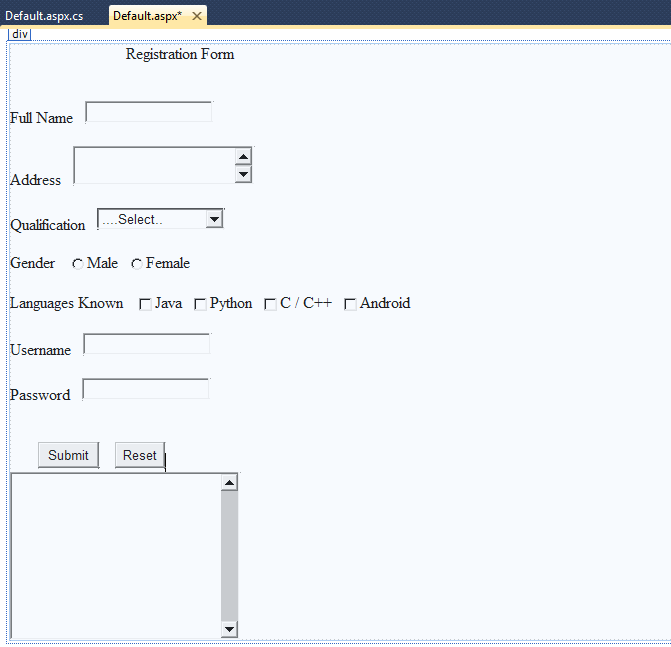 Default.aspx.cs Default.aspx*
div
Registration Form
Full Name
Address
Qualification ....Select..
Gender Male Female
Languages Known Java Python C / C++ Android
Username
Password
Submit Reset